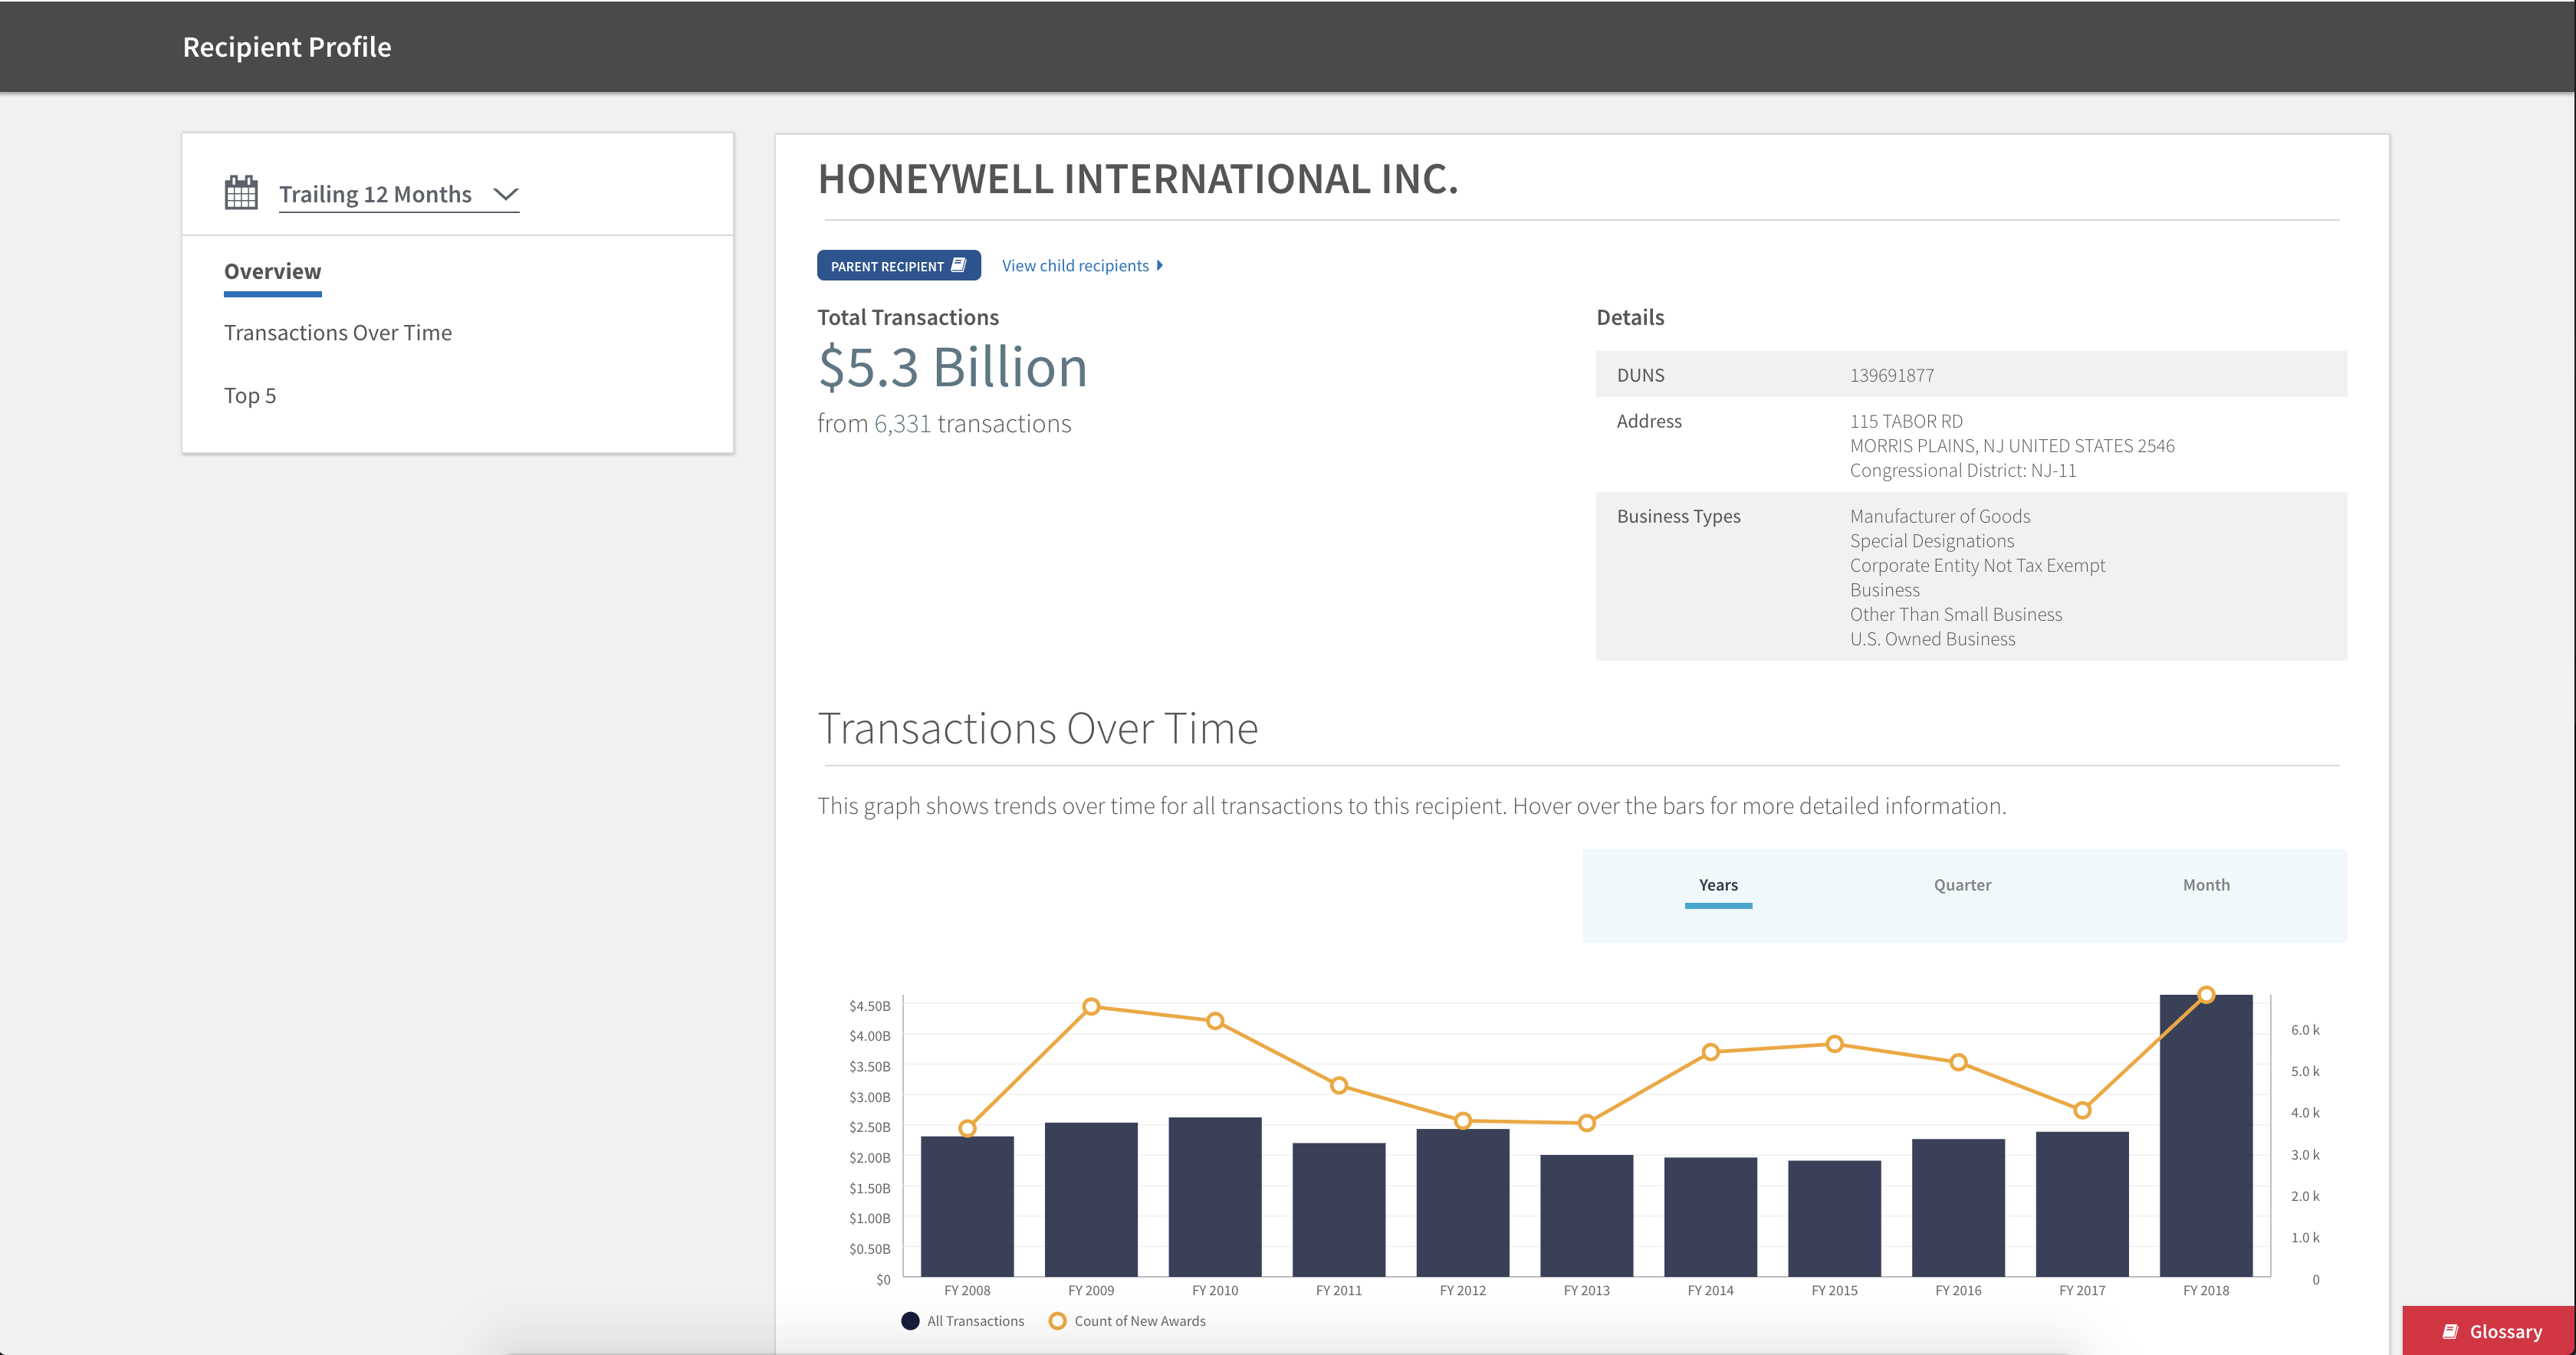 Recipient Profile
Trailing 12 Months
Overview
Transactions Over Time
Top 5
HONEYWELL INTERNATIONAL INC.
PARENT RECIPIENT
View child recipients
Total Transactions
$5.3 Billion
from 6,331 transactions
Details
DUNS 139691877
Address 115 TABOR RD
MORRIS PLAINS, NJ UNITED STATES 2546
Congressional District: NJ-11
Business Types Manufacturer of Goods
Special Designations
Corporate Entity Not Tax Exempt
Business
Other Than Small Business
U.S. Owned Business
Transactions Over Time
This graph shows trends over time for all transactions to this recipient. Hover over the bars for more detailed information.
Years Quarter Month
$4.50B
$4.00B
$3.50B
$3.00B
$2.50B
$2.00B
$1.50B
$1.00B
$0.50B
$0
6.0 k
5.0 k
4.0 k
3.0 k
2.0 k
1.0 k
0
FY 2008 FY 2009 FY 2010 FY 2011 FY 2012 FY 2013 FY 2014 FY 2015 FY 2016 FY 2017 FY 2018
All Transactions Count of New Awards
Glossary